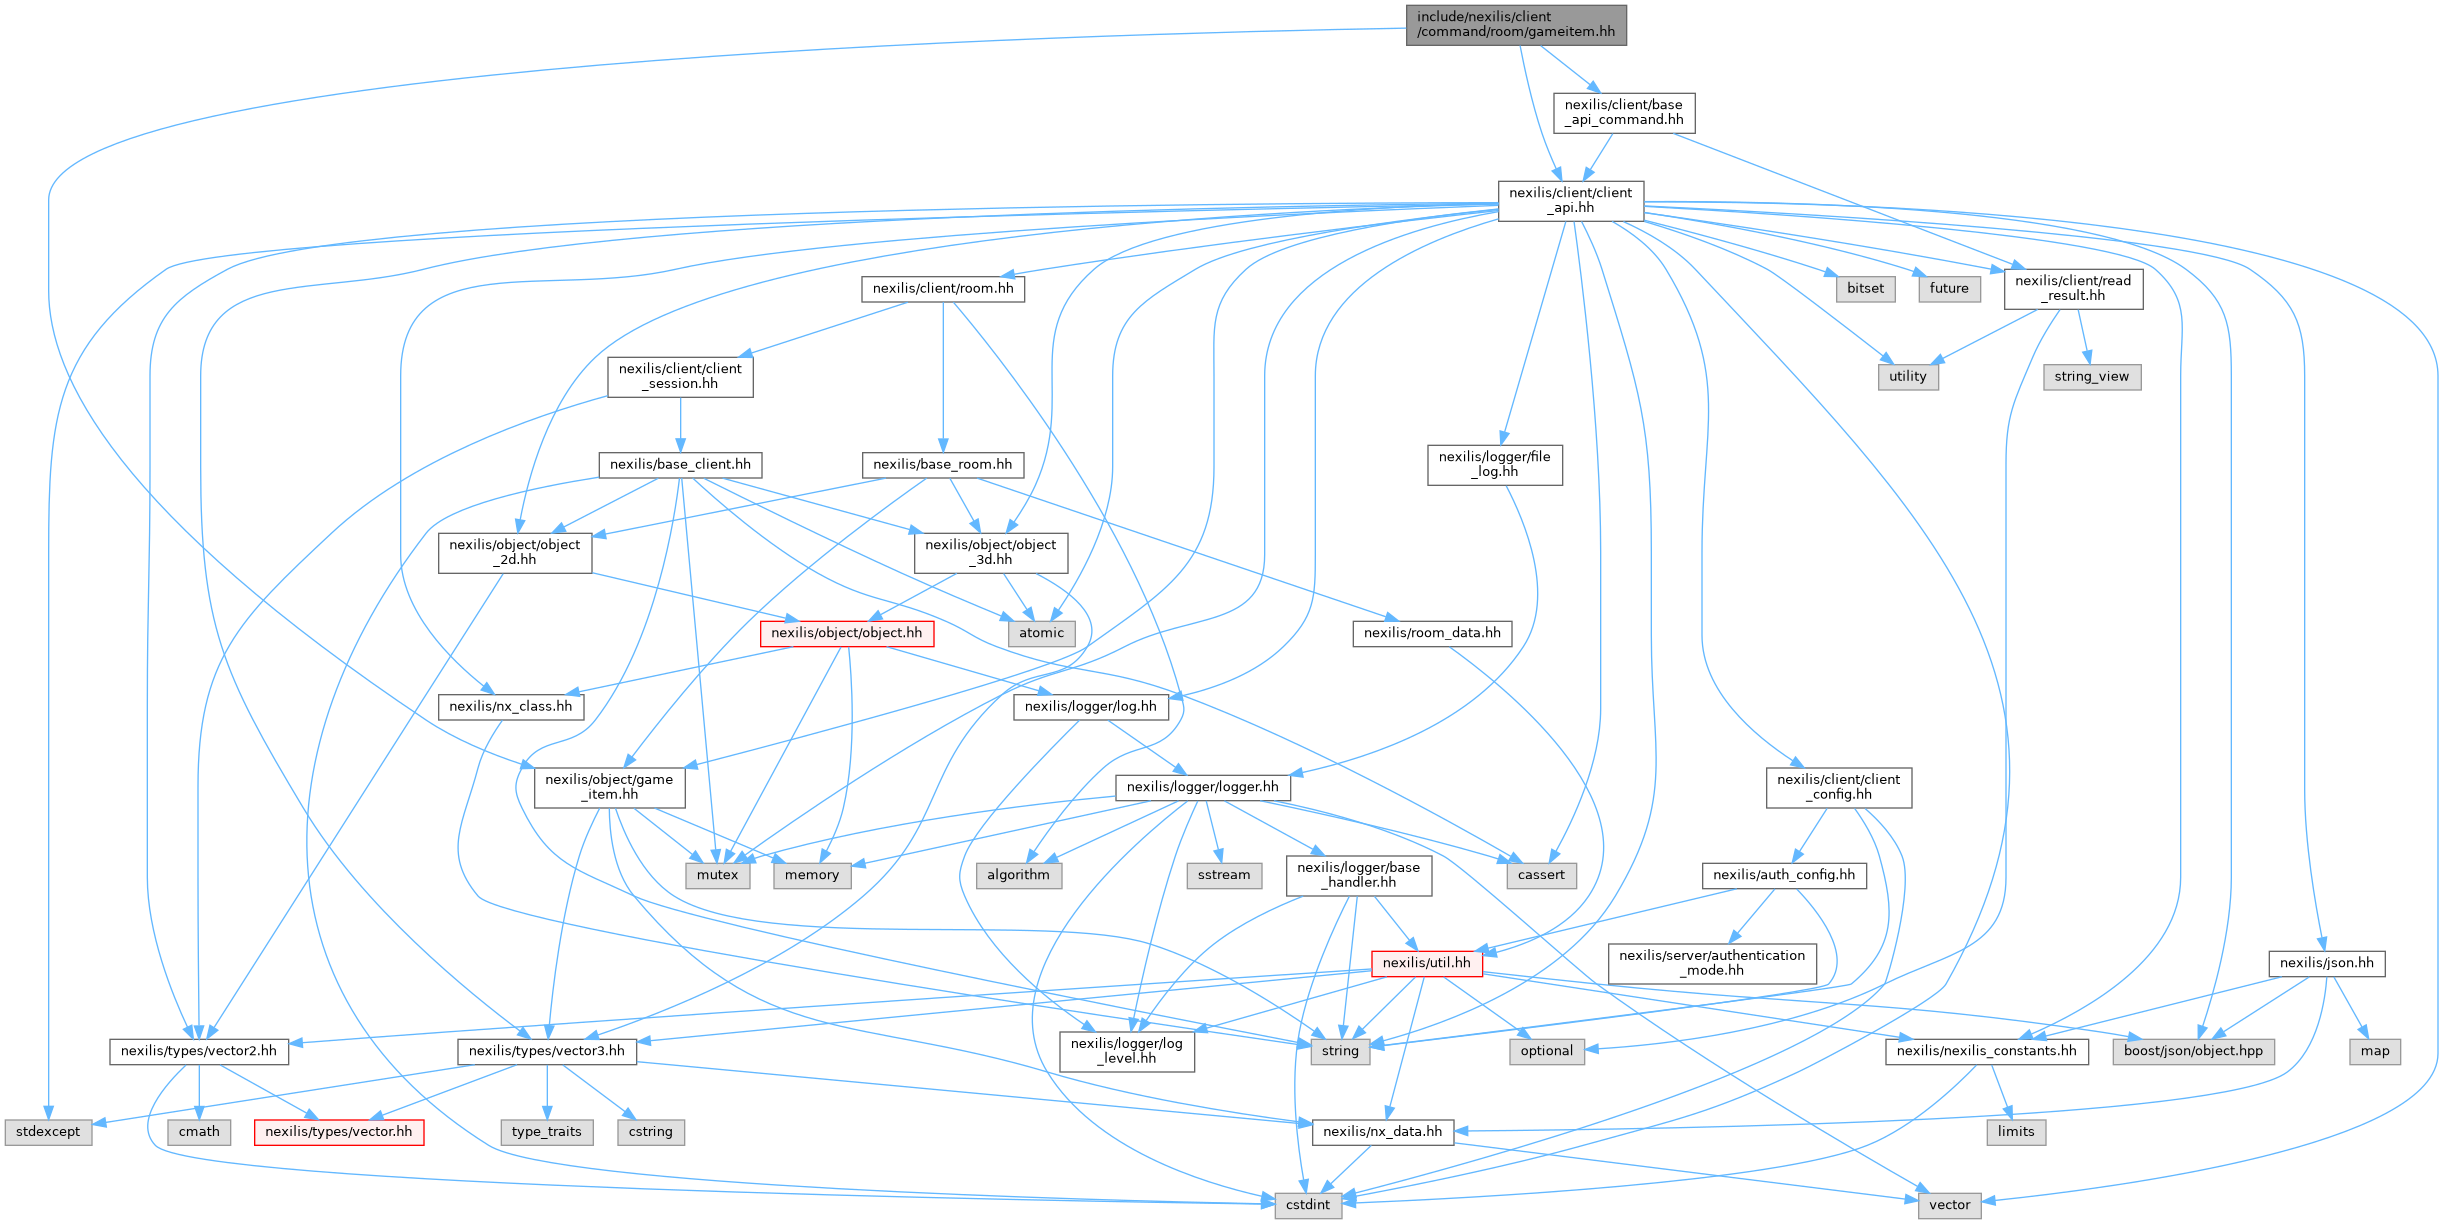 include/nexilis/client
/command/room/gameitem.hh
nexilis/client/base
_api_command.hh
nexilis/client/client
_api.hh
nexilis/client/room.hh
bitset
future
nexilis/client/read
_result.hh
nexilis/client/client
_session.hh
utility
string_view
nexilis/base_client.hh
nexilis/base_room.hh
nexilis/logger/file
_log.hh
nexilis/object/object
_2d.hh
nexilis/object/object
_3d.hh
nexilis/object/object.hh
atomic
nexilis/room_data.hh
nexilis/nx_class.hh
nexilis/logger/log.hh
nexilis/object/game
_item.hh
nexilis/logger/logger.hh
nexilis/client/client
_config.hh
mutex
memory
algorithm
sstream
nexilis/logger/base
_handler.hh
cassert
nexilis/auth_config.hh
nexilis/util.hh
nexilis/server/authentication
_mode.hh
nexilis/json.hh
nexilis/types/vector2.hh
nexilis/types/vector3.hh
nexilis/logger/log
_level.hh
string
optional
nexilis/nexilis_constants.hh
boost/json/object.hpp
map
stdexcept
cmath
nexilis/types/vector.hh
type_traits
cstring
nexilis/nx_data.hh
limits
cstdint
vector